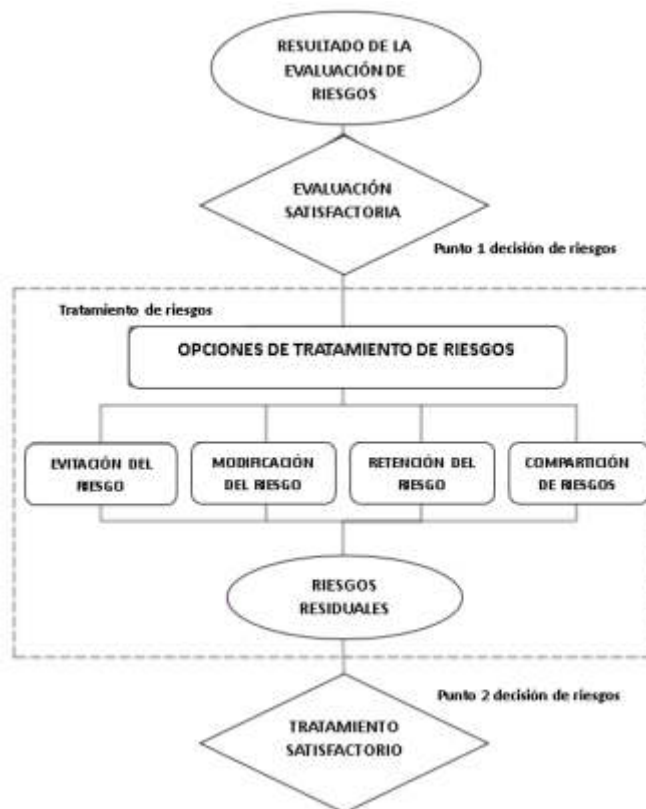 RESULTADO DE LA
EVALUACIÓN DE
RIESGOS
EVALUACIÓN
SATISFACTORIA
Punto 1 decisión de riesgos
Tratamiento de riesgos
OPCIONES DE TRATAMIENTO DE RIESGOS
EVITACIÓN DEL
RIESGO
MODIFICACIÓN
DEL RIESGO
RETENCIÓN DEL
RIESGO
COMPARTICIÓN
DE RIESGOS
RIESGOS
RESIDUALES
Punto 2 decisión de riesgos
TRATAMIENTO
SATISFACTORIO